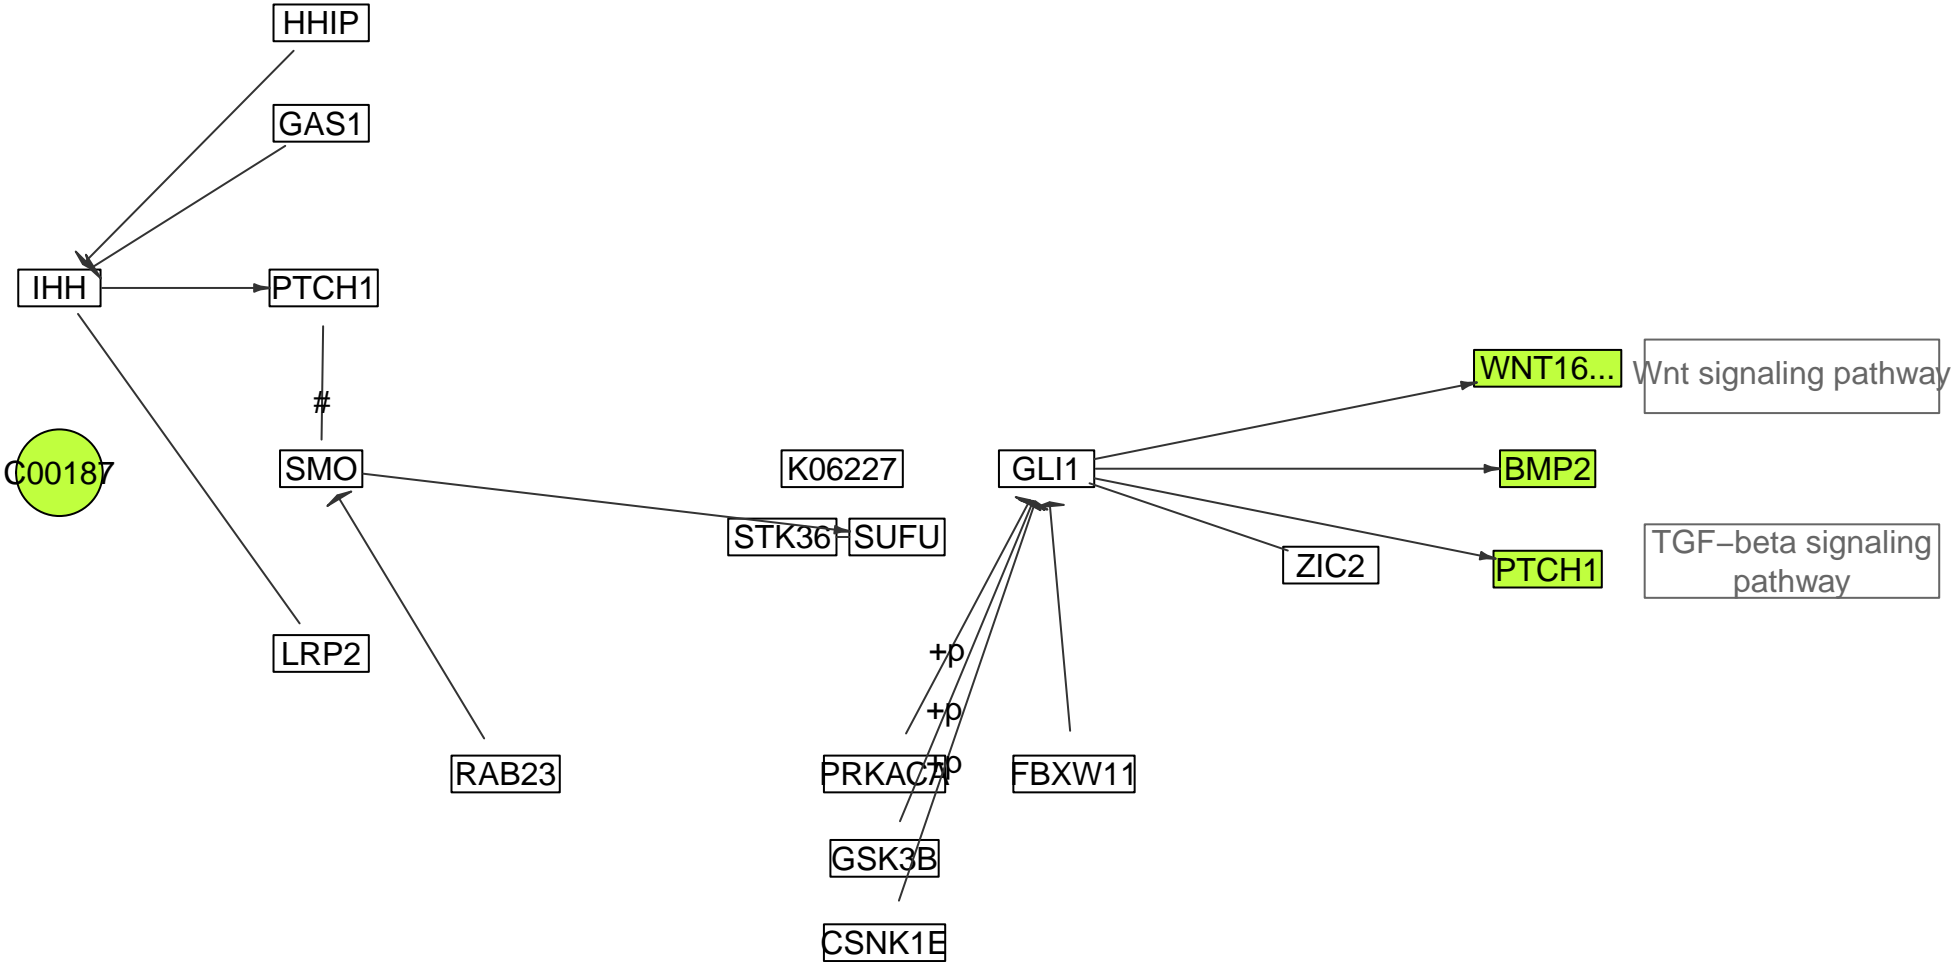 HHIP
GAS1
IHH
PTCH1
#
WNT16...
Wnt signaling pathway
C00187
SMO
K06227
GLI1
BMP2
STK36
SUFU
ZIC2
PTCH1
TGF−beta signaling
pathway
LRP2
+p
+p
+p
RAB23
PRKACA
FBXW11
GSK3B
CSNK1E